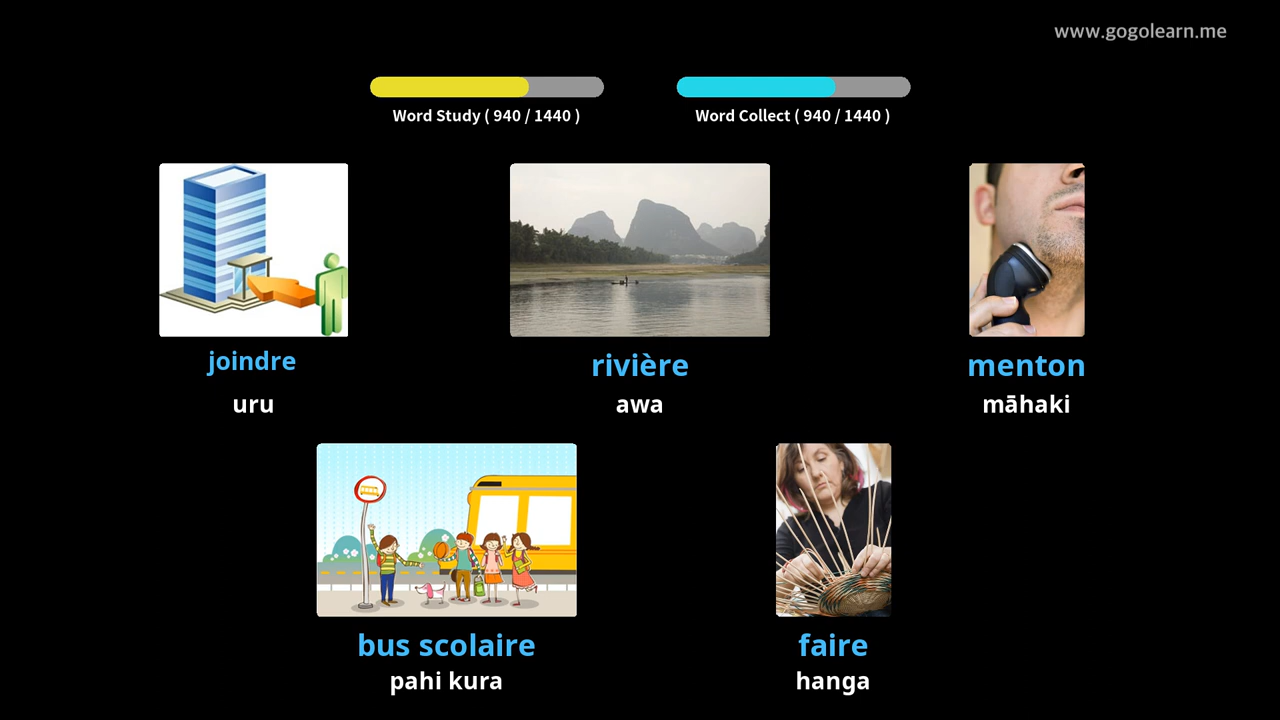 www.gogolearn.me
Word Study ( 940 / 1440 )
Word Collect ( 940 / 1440 )
joindre
uru
rivière
awa
menton
māhaki
bus scolaire
pahi kura
faire
hanga